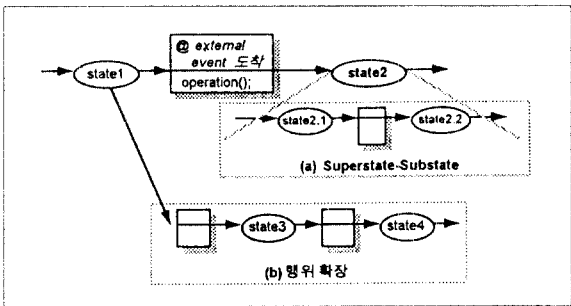 @ external
event 도착
operation();
state1
state2
state2.1
state2.2
(a) Superstate-Substate
state3
state4
(b) 행위 확장